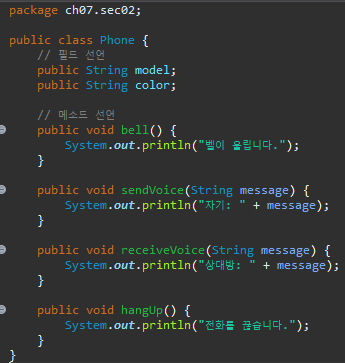 package ch07.sec02;
public class Phone {
// 필드 선언
public String model;
public String color;
// 메소드 선언
public void bell() {
System.out.println("벨이 울립니다.");
}
public void sendVoice(String message) {
System.out.println("자기: " + message);
}
public void receiveVoice(String message) {
System.out.println("상대방: " + message);
}
public void hangUp() {
System.out.println("전화를 끊습니다.");
}
}